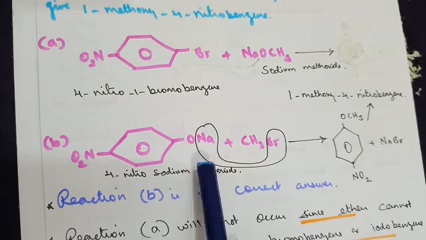 give 1-methoxy-4-nitrobenzene.
(a) O₂N Br + NaOCH₃
Sodium methoxide.
4-nitro-1-bromobenzene
1-methoxy-4-nitrobenzene
OCH₃
(b) O₂N ONa + CH₃Br + NaBr
NO₂
4-nitro sodium
Reaction (b) is correct answer.
Reaction (a) will not occur since cannot
bromobenzene or iodobenzene